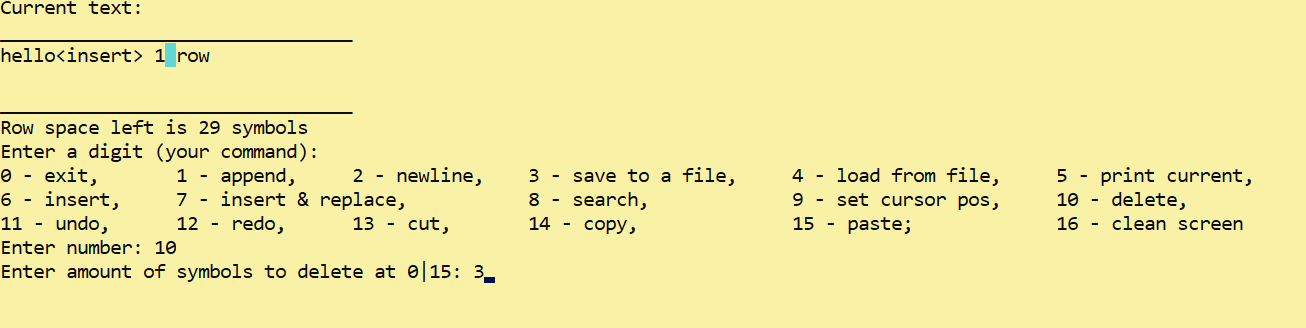 Current text:
________________________________
hello<insert> 1 row
________________________________
Row space left is 29 symbols
Enter a digit (your command):
0 - exit, 1 - append, 2 - newline, 3 - save to a file, 4 - load from file, 5 - print current,
6 - insert, 7 - insert & replace, 8 - search, 9 - set cursor pos, 10 - delete,
11 - undo, 12 - redo, 13 - cut, 14 - copy, 15 - paste; 16 - clean screen
Enter number: 10
Enter amount of symbols to delete at 0|15: 3